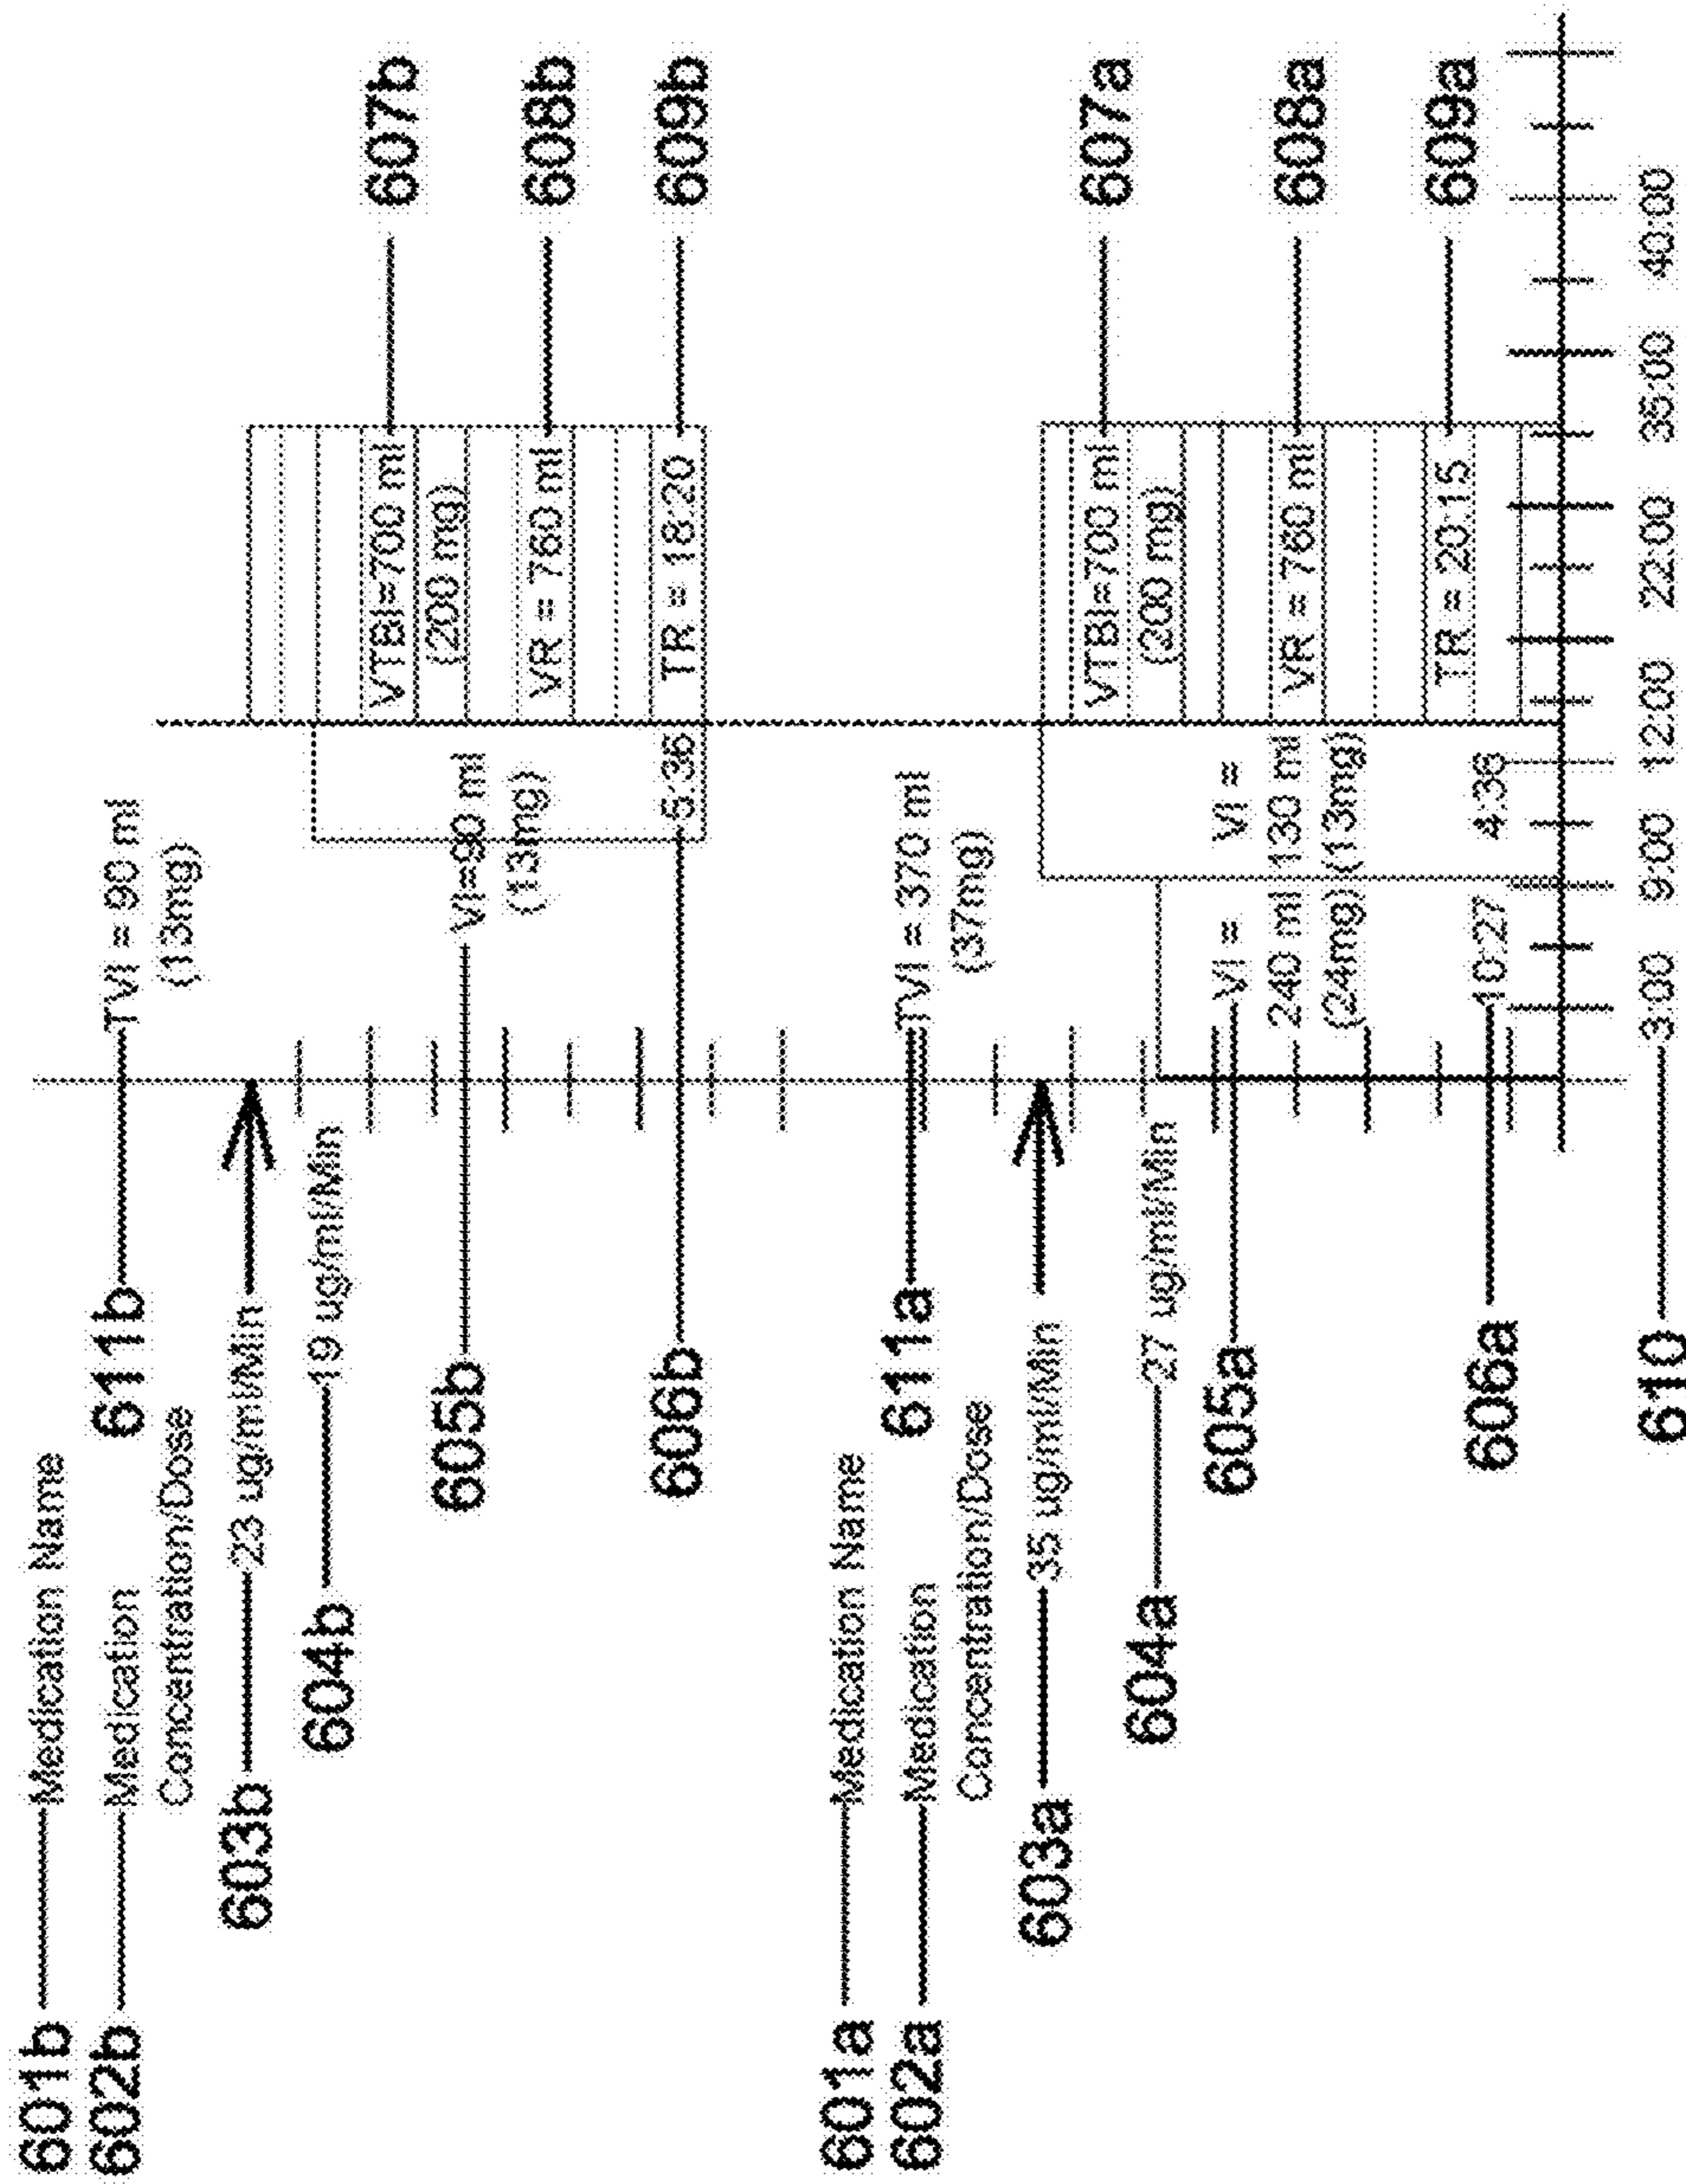 601b Medication Name
602b Medication
Concentration/Dose
611b TVI = 90 ml
(13mg)
603b 23 ug/ml/Min
604b 19 ug/ml/Min
605b VI=90 ml
(13mg)
606b 5:36
VTBI=700 ml 607b
(200 mg)
VR = 760 ml 608b
TR = 18:20 609b
601a Medication Name
602a Medication
Concentration/Dose
611a TVI = 370 ml
(37mg)
603a 35 ug/ml/Min
604a 27 ug/ml/Min
605a VI = VI =
240 ml 130 ml
(24mg) (13mg)
606a 10:27 4:36
VTBI=700 ml 607a
(200 mg)
VR = 760 ml 608a
TR = 20:15 609a
610 3:00 9:00 12:00 22:00 35:00 40:00